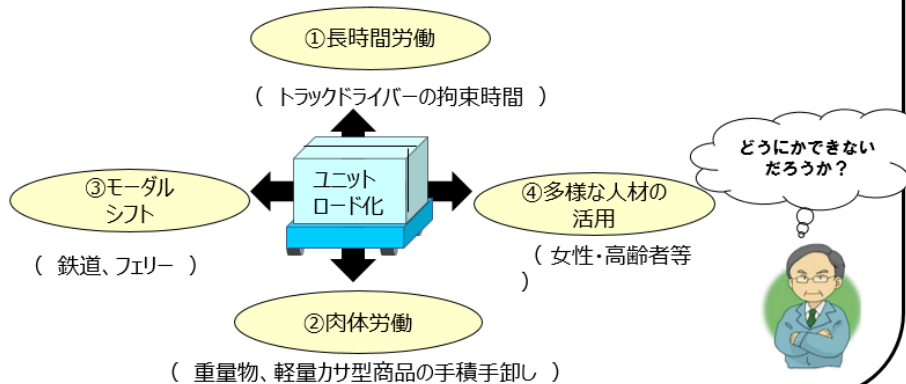 ①長時間労働
（ トラックドライバーの拘束時間 ）
どうにかできない
だろうか？
③モーダル
シフト
（ 鉄道、フェリー ）
ユニット
ロード化
④多様な人材の
活用
（ 女性・高齢者等
）
②肉体労働
（ 重量物、軽量カサ型商品の手積手卸し ）